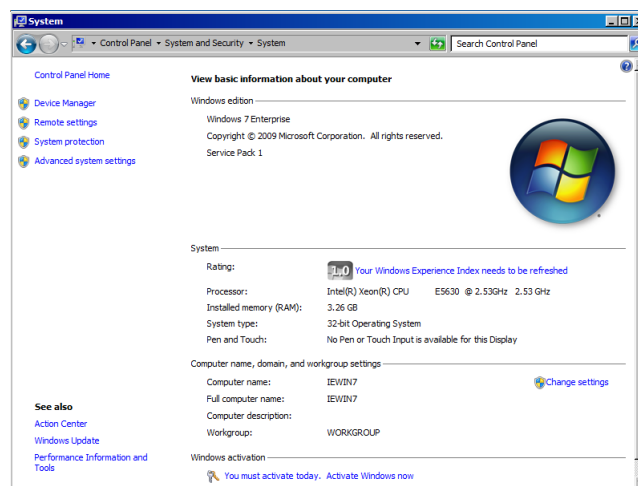 System
Control Panel ▸ System and Security ▸ System
Search Control Panel
Control Panel Home
Device Manager
Remote settings
System protection
Advanced system settings
See also
Action Center
Windows Update
Performance Information and
Tools
View basic information about your computer
Windows edition
Windows 7 Enterprise
Copyright © 2009 Microsoft Corporation. All rights reserved.
Service Pack 1
System
Rating: 1.0 Your Windows Experience Index needs to be refreshed
Processor: Intel(R) Xeon(R) CPU E5630 @ 2.53GHz 2.53 GHz
Installed memory (RAM): 3.26 GB
System type: 32-bit Operating System
Pen and Touch: No Pen or Touch Input is available for this Display
Computer name, domain, and workgroup settings
Computer name: IEWIN7 Change settings
Full computer name: IEWIN7
Computer description:
Workgroup: WORKGROUP
Windows activation
You must activate today. Activate Windows now